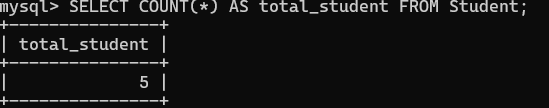 mysql> SELECT COUNT(*) AS total_student FROM Student;
+---------------+
| total_student |
+---------------+
|             5 |
+---------------+